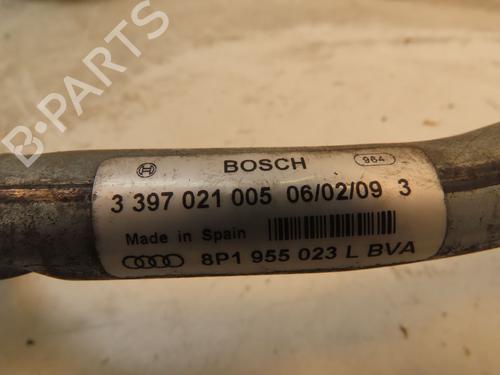 BOSCH
964
3 397 021 005 06/02/09 3
Made in Spain
8P1 955 023 L BVA
B-PARTS